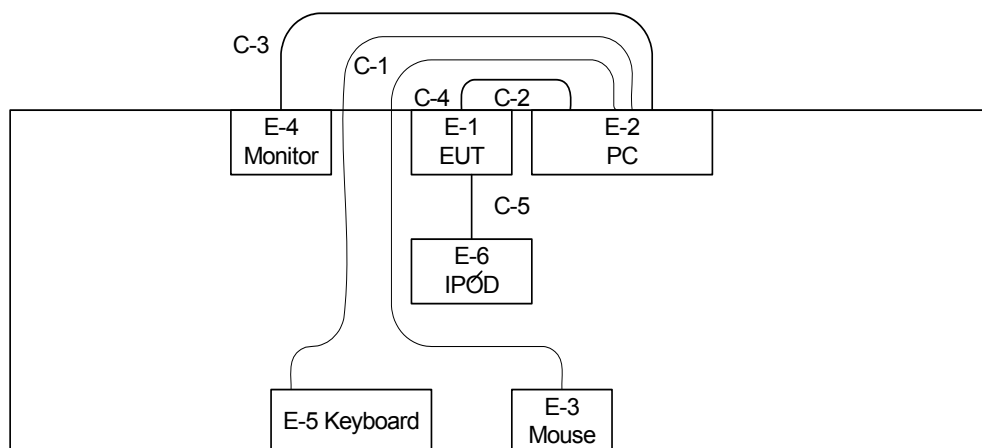 C-3
C-1
C-4
C-2
E-4
Monitor
E-1
EUT
E-2
PC
C-5
E-6
IPOD
E-5 Keyboard
E-3
Mouse